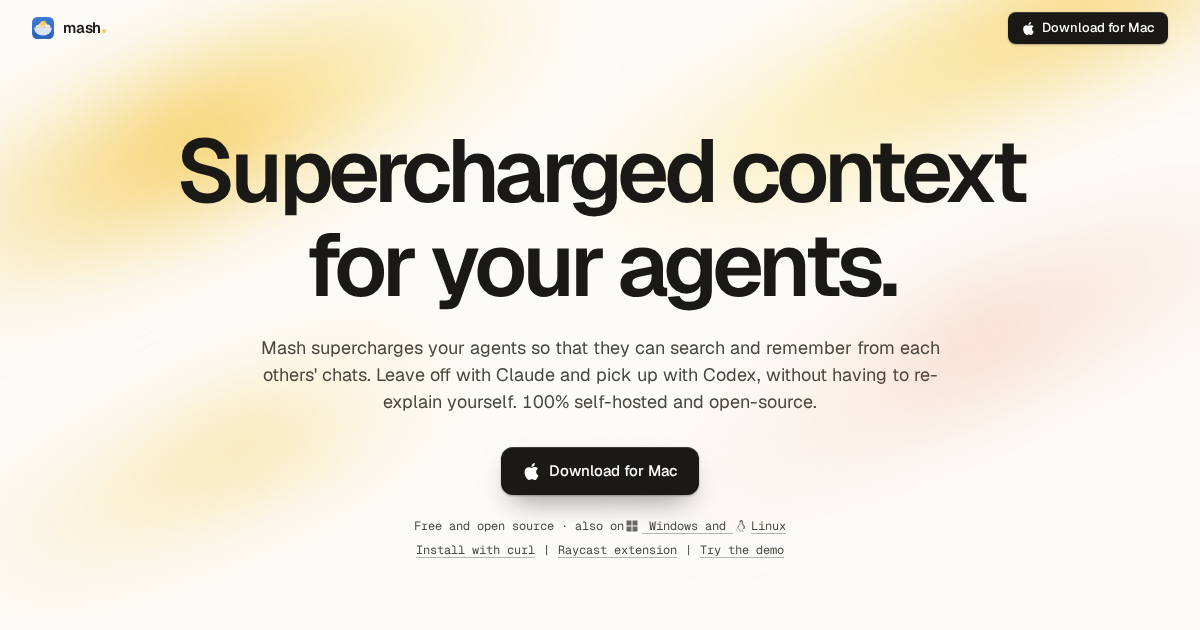 mash.
Download for Mac
Supercharged context
for your agents.
Mash supercharges your agents so that they can search and remember from each
others' chats. Leave off with Claude and pick up with Codex, without having to re-
explain yourself. 100% self-hosted and open-source.
Download for Mac
Free and open source · also on Windows and Linux
Install with curl | Raycast extension | Try the demo